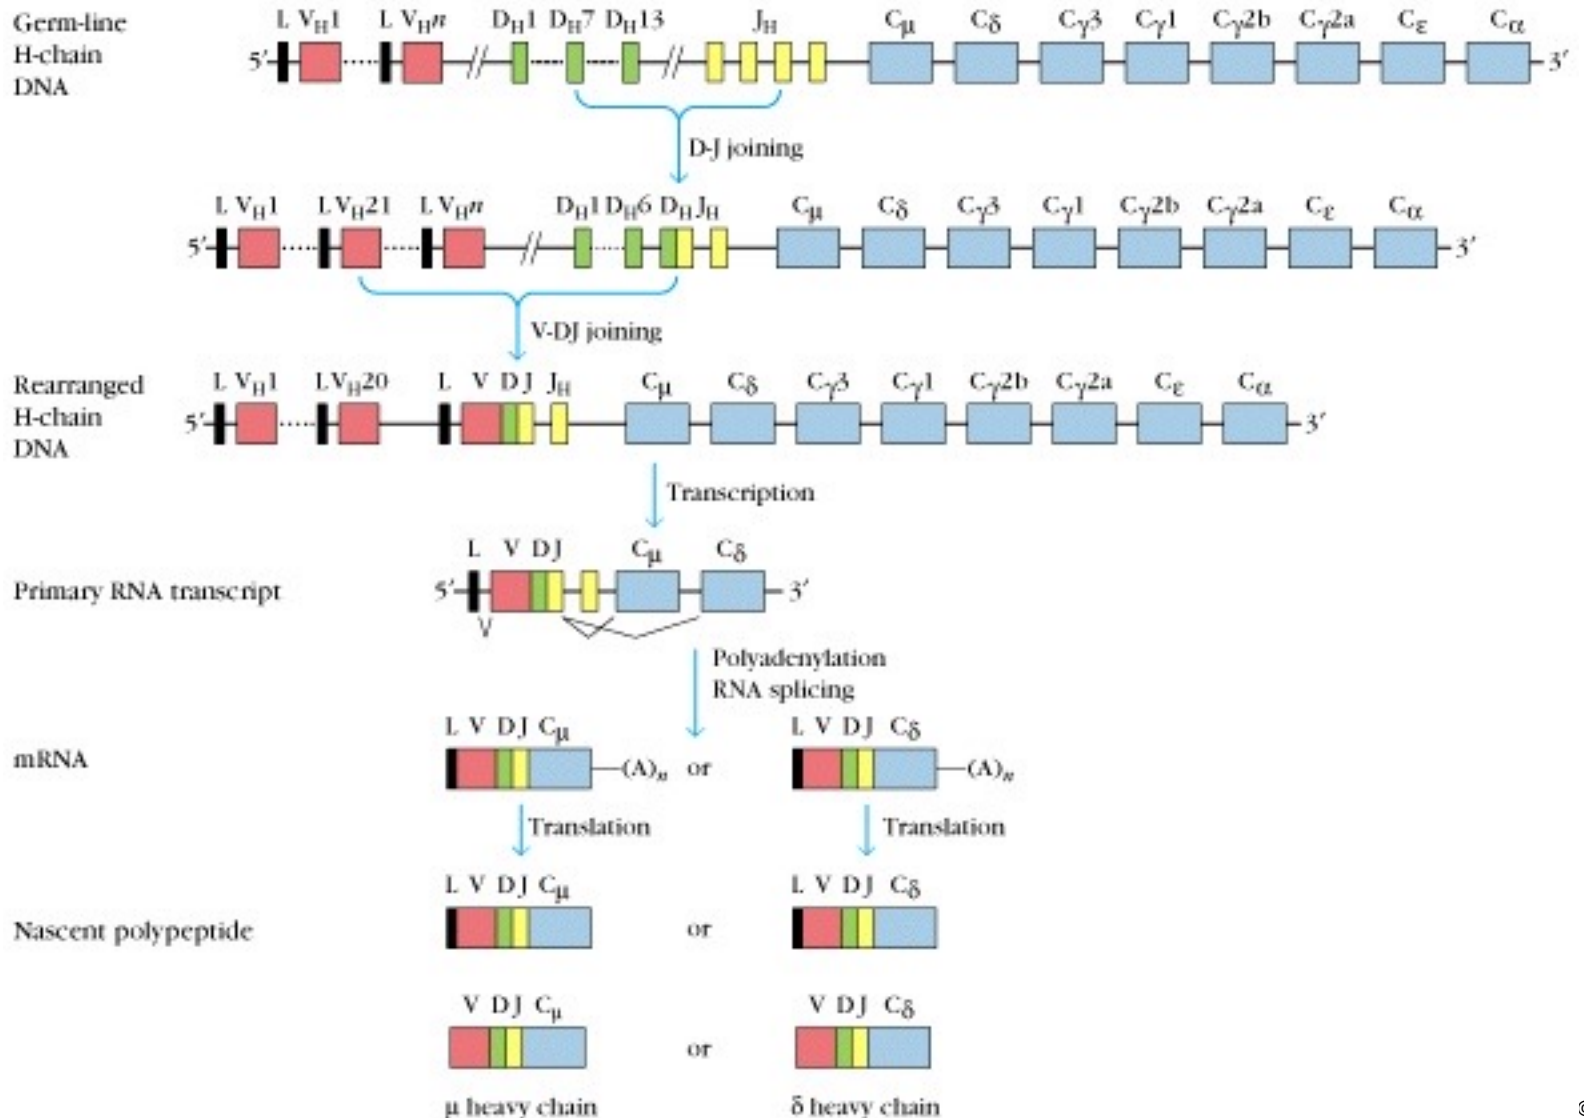 Germ-line
H-chain
DNA
L V_H1 L V_Hn D_H1 D_H7 D_H13 J_H Cμ Cδ Cγ3 Cγ1 Cγ2b Cγ2a Cε Cα
5′ 3′
D-J joining
L V_H1 L V_H21 L V_Hn D_H1 D_H6 D_H J_H Cμ Cδ Cγ3 Cγ1 Cγ2b Cγ2a Cε Cα
5′ 3′
V-DJ joining
Rearranged
H-chain
DNA
L V_H1 L V_H20 L V D J J_H Cμ Cδ Cγ3 Cγ1 Cγ2b Cγ2a Cε Cα
5′ 3′
Transcription
L V D J Cμ Cδ
Primary RNA transcript
5′ 3′
Polyadenylation
RNA splicing
L V D J Cμ L V D J Cδ
mRNA
(A)n or (A)n
Translation Translation
L V D J Cμ L V D J Cδ
Nascent polypeptide
or
V D J Cμ V D J Cδ
or
μ heavy chain δ heavy chain
©